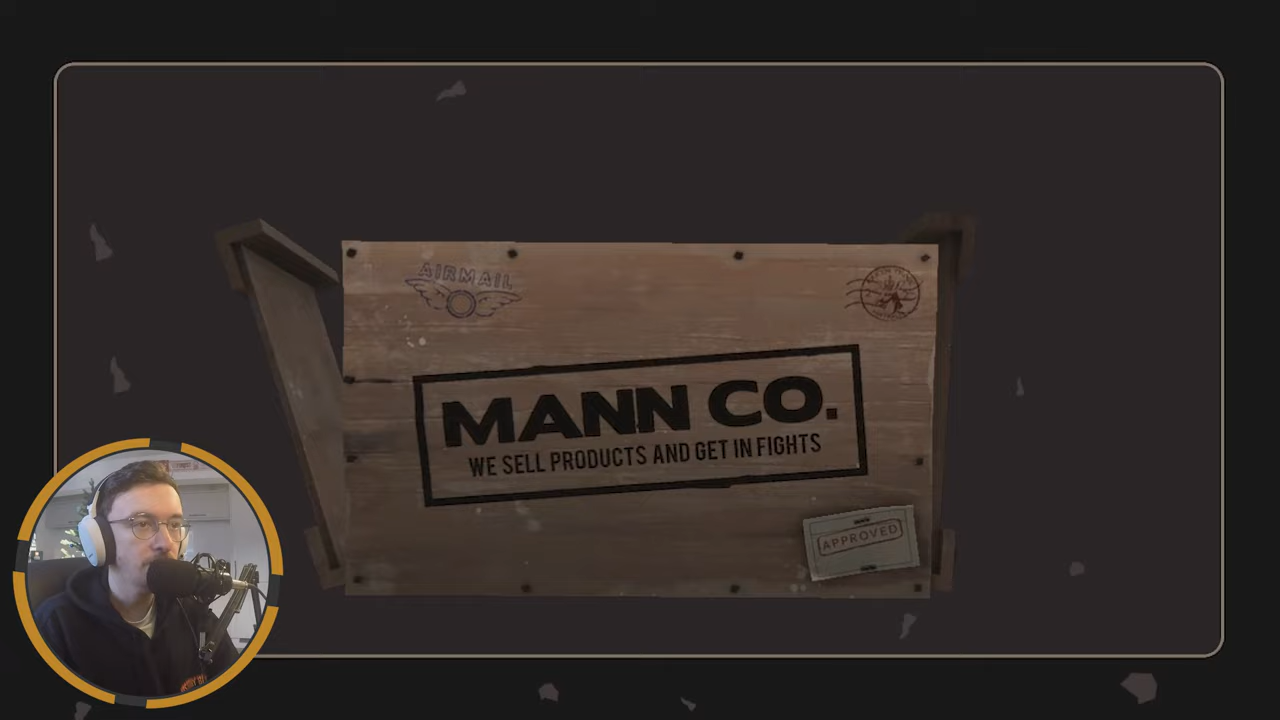 AIRMAIL
MANN CO.
WE SELL PRODUCTS AND GET IN FIGHTS
APPROVED